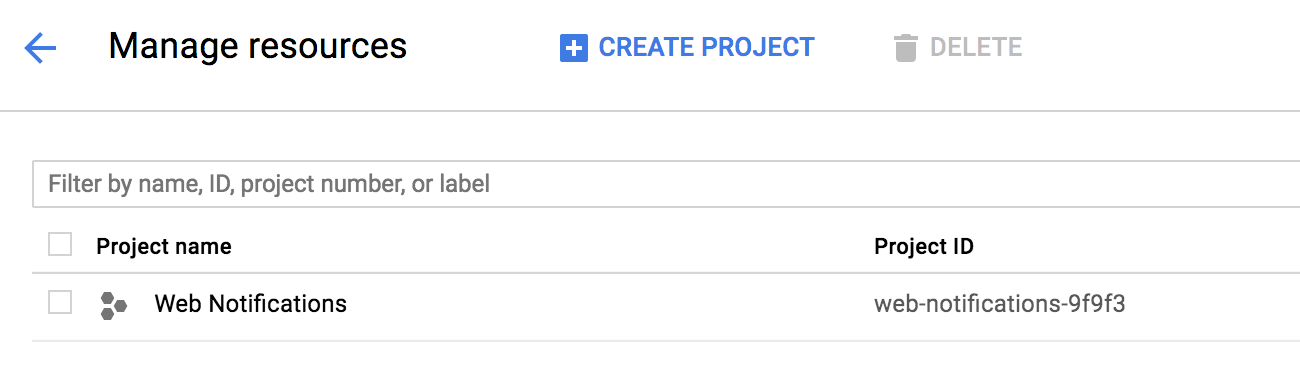 Manage resources CREATE PROJECT DELETE
Filter by name, ID, project number, or label
Project name Project ID
Web Notifications web-notifications-9f9f3